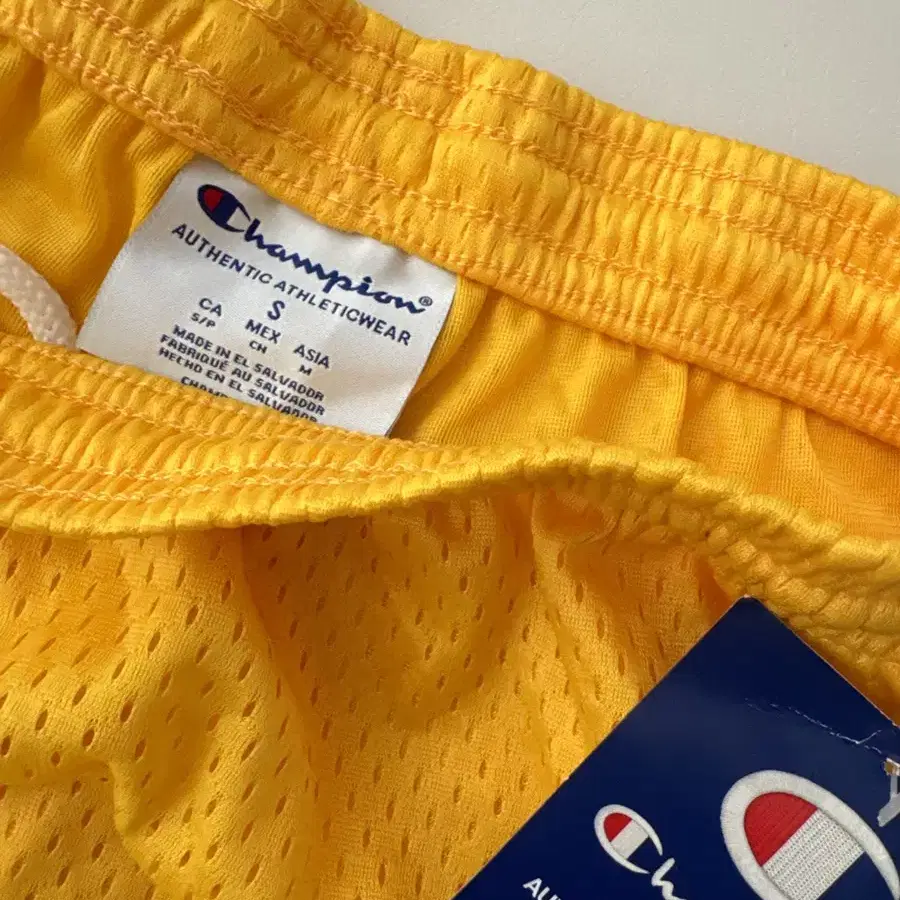 Champion®
AUTHENTIC ATHLETICWEAR
S
CA MEX ASIA
S/P CH M
MADE IN EL SALVADOR
FABRIQUÉ AU SALVADOR
HECHO EN EL SALVADOR